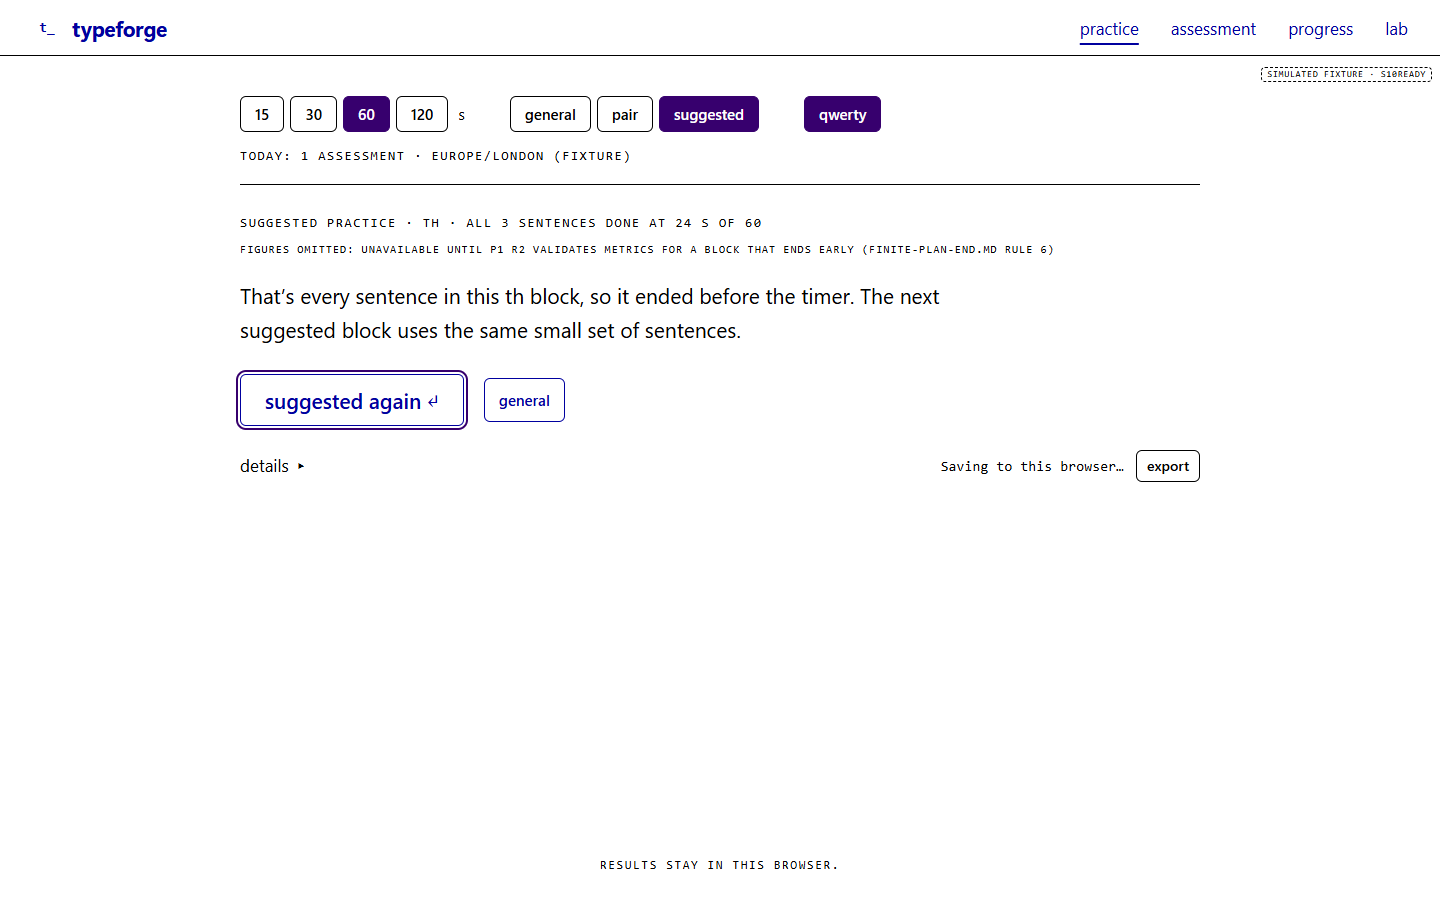 t_ typeforge
practice assessment progress lab
SIMULATED FIXTURE · S10READY
15 30 60 120 s general pair suggested qwerty
TODAY: 1 ASSESSMENT · EUROPE/LONDON (FIXTURE)
SUGGESTED PRACTICE · TH · ALL 3 SENTENCES DONE AT 24 S OF 60
FIGURES OMITTED: UNAVAILABLE UNTIL P1 R2 VALIDATES METRICS FOR A BLOCK THAT ENDS EARLY (FINITE-PLAN-END.MD RULE 6)
That’s every sentence in this th block, so it ended before the timer. The next
suggested block uses the same small set of sentences.
suggested again ↵ general
details ▸ Saving to this browser… export
RESULTS STAY IN THIS BROWSER.